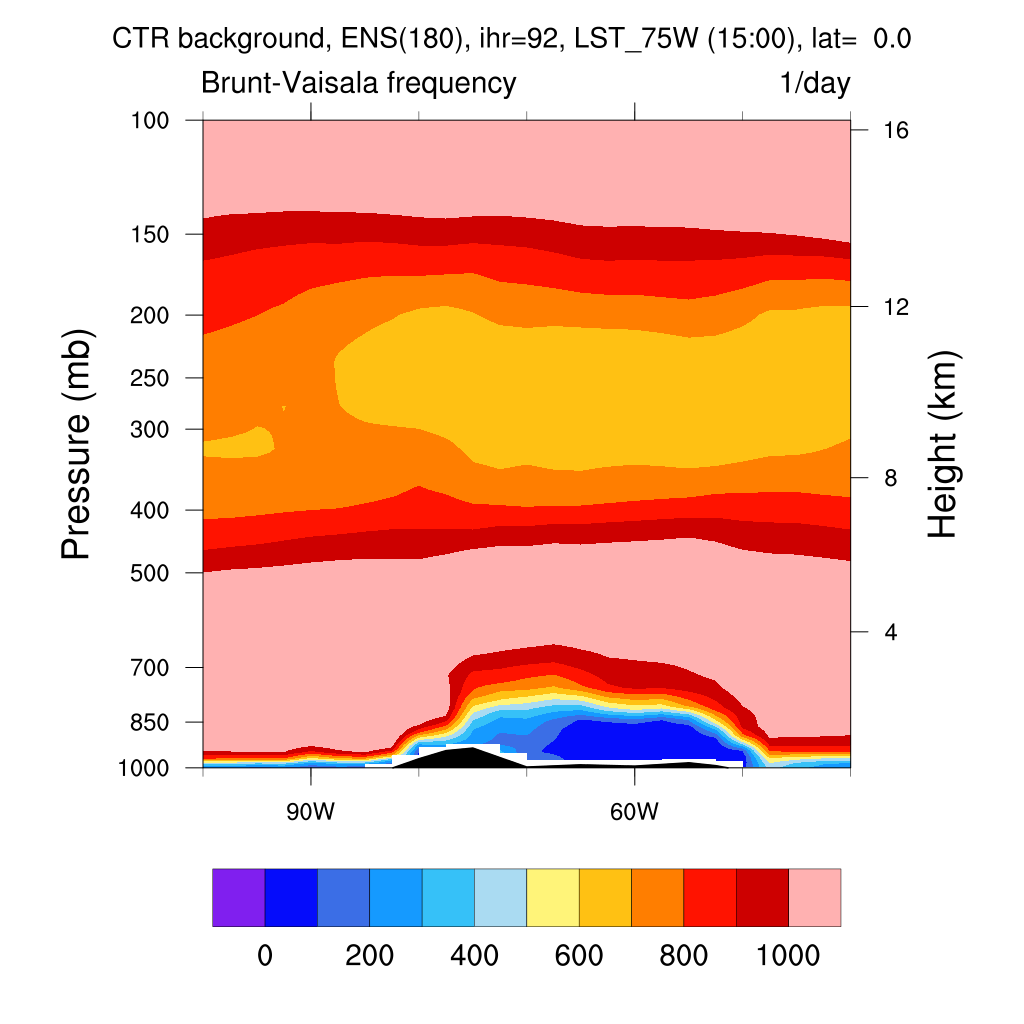 CTR background, ENS(180), ihr=92, LST_75W (15:00), lat=  0.0
Brunt-Vaisala frequency 1/day
100
150
200
250
300
400
500
700
850
1000
Pressure (mb)
16
12
8
4
Height (km)
90W 60W
0 200 400 600 800 1000